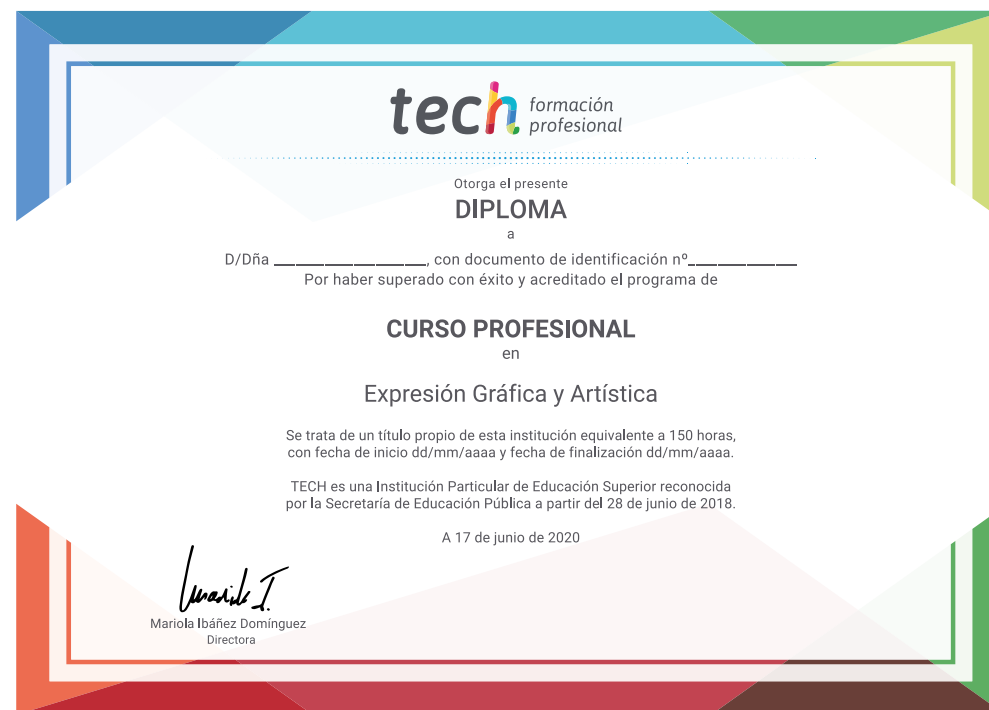 tech formación
profesional
Otorga el presente
DIPLOMA
a
D/Dña ______________, con documento de identificación nº__________
Por haber superado con éxito y acreditado el programa de
CURSO PROFESIONAL
en
Expresión Gráfica y Artística
Se trata de un título propio de esta institución equivalente a 150 horas,
con fecha de inicio dd/mm/aaaa y fecha de finalización dd/mm/aaaa.
TECH es una Institución Particular de Educación Superior reconocida
por la Secretaría de Educación Pública a partir del 28 de junio de 2018.
A 17 de junio de 2020
Mariola I.
Mariola Ibáñez Domínguez
Directora